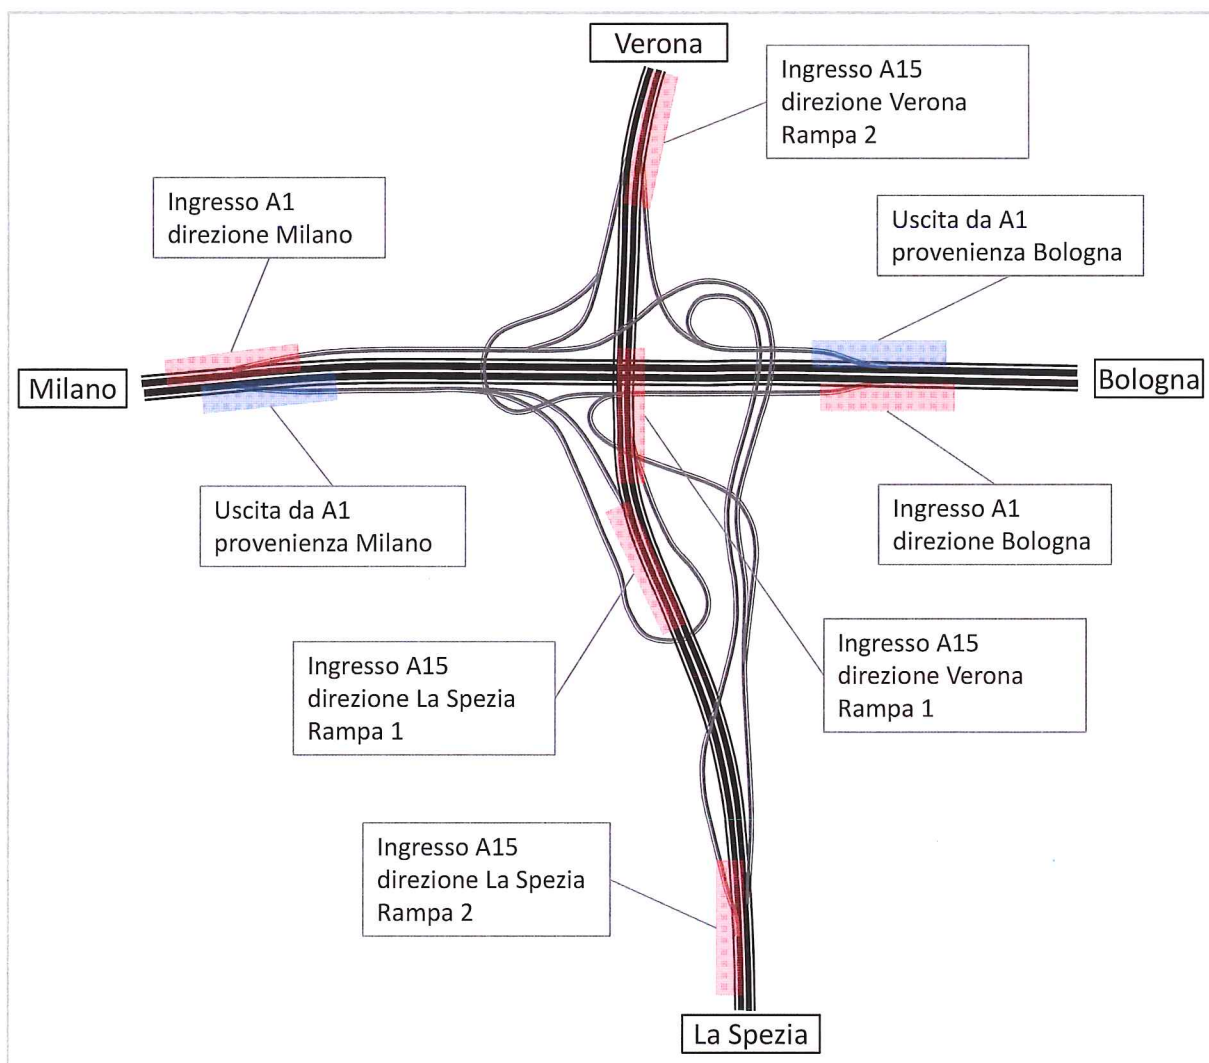 Verona
Ingresso A15
direzione Verona
Rampa 2
Ingresso A1
direzione Milano
Uscita da A1
provenienza Bologna
Milano
Bologna
Uscita da A1
provenienza Milano
Ingresso A1
direzione Bologna
Ingresso A15
direzione La Spezia
Rampa 1
Ingresso A15
direzione Verona
Rampa 1
Ingresso A15
direzione La Spezia
Rampa 2
La Spezia